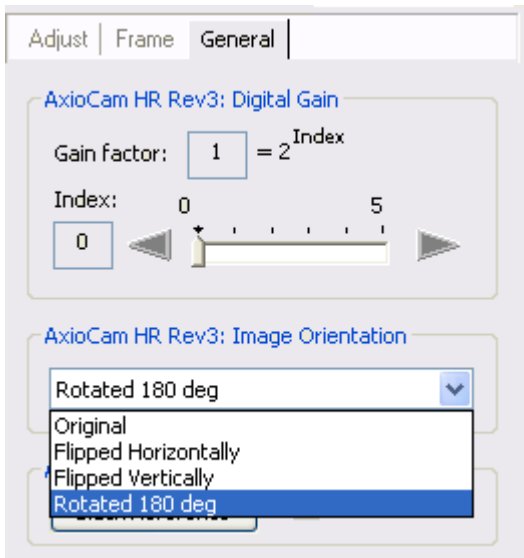 Adjust Frame General
AxioCam HR Rev3: Digital Gain
Gain factor: 1 = 2^Index
Index: 0 5
0
AxioCam HR Rev3: Image Orientation
Rotated 180 deg
Original
Flipped Horizontally
Flipped Vertically
Rotated 180 deg